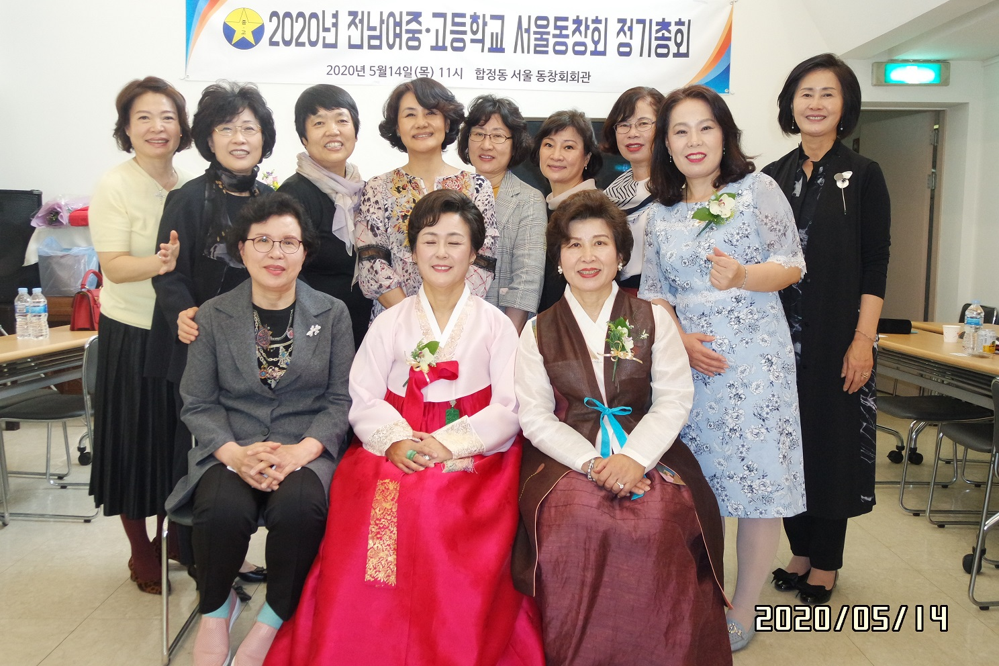 중·고
2020년 전남여중·고등학교 서울동창회 정기총회
2020년 5월14일(목) 11시 합정동 서울 동창회회관
2020/05/14